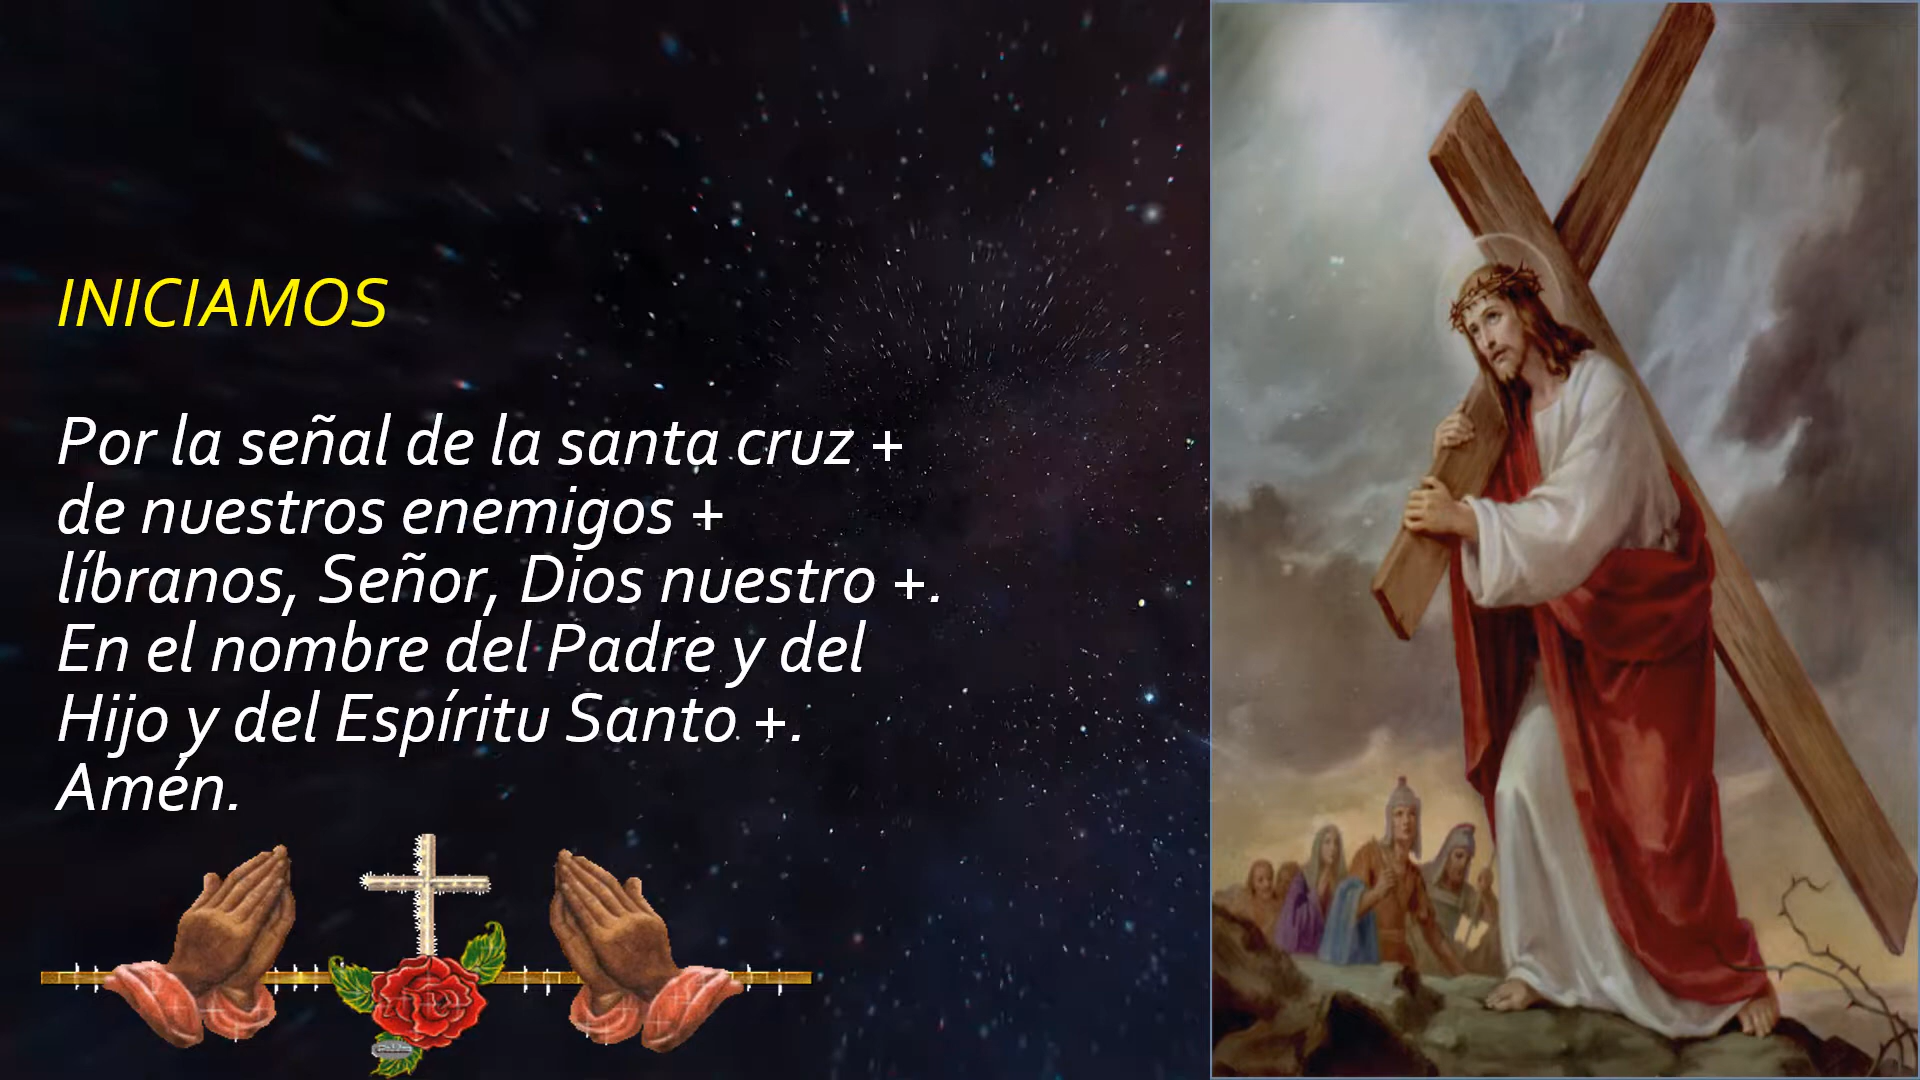 INICIAMOS
Por la señal de la santa cruz +
de nuestros enemigos +
líbranos, Señor, Dios nuestro +.
En el nombre del Padre y del
Hijo y del Espíritu Santo +.
Amén.